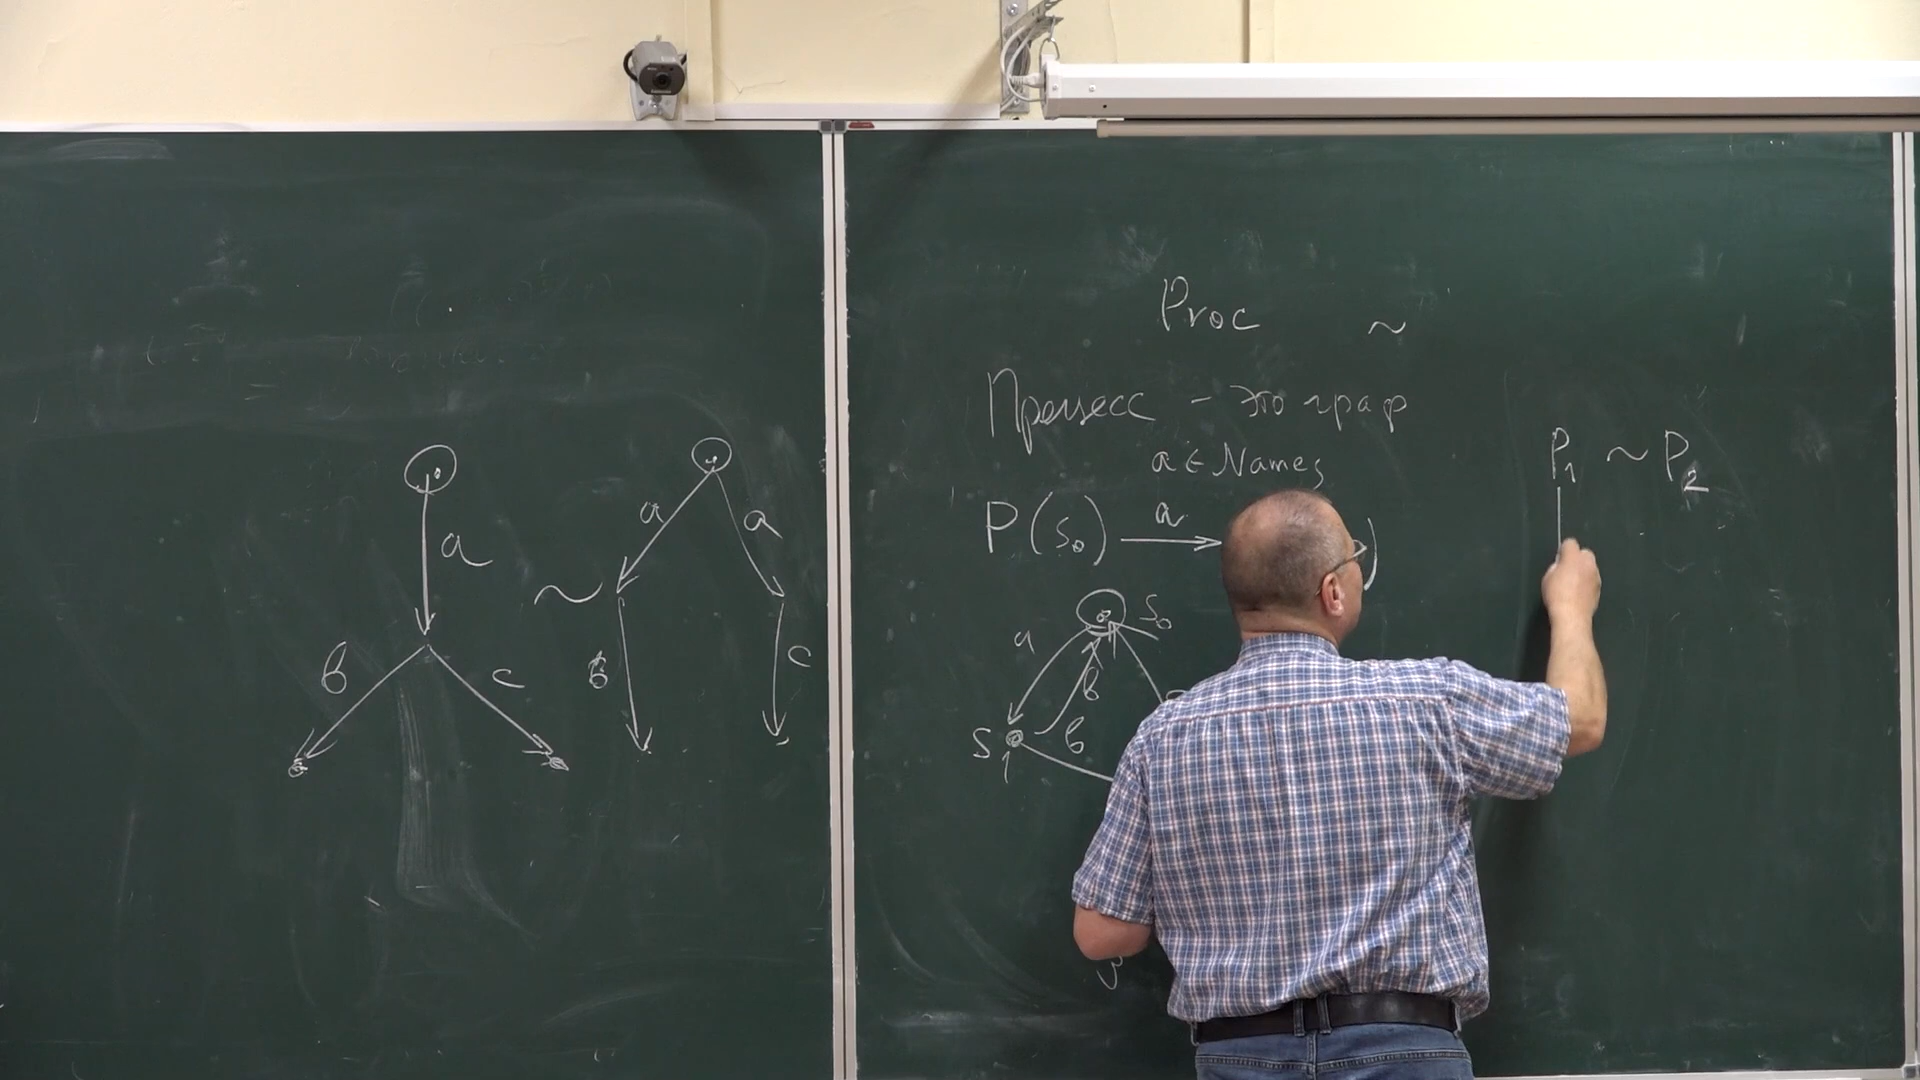 a
b
c
~
a
a
b
c
Proc ~
Процесс - это граф
a ∈ Names
P(s₀) —a→ )
a
s₀
b
b
s₁
P₁ ~ P₂